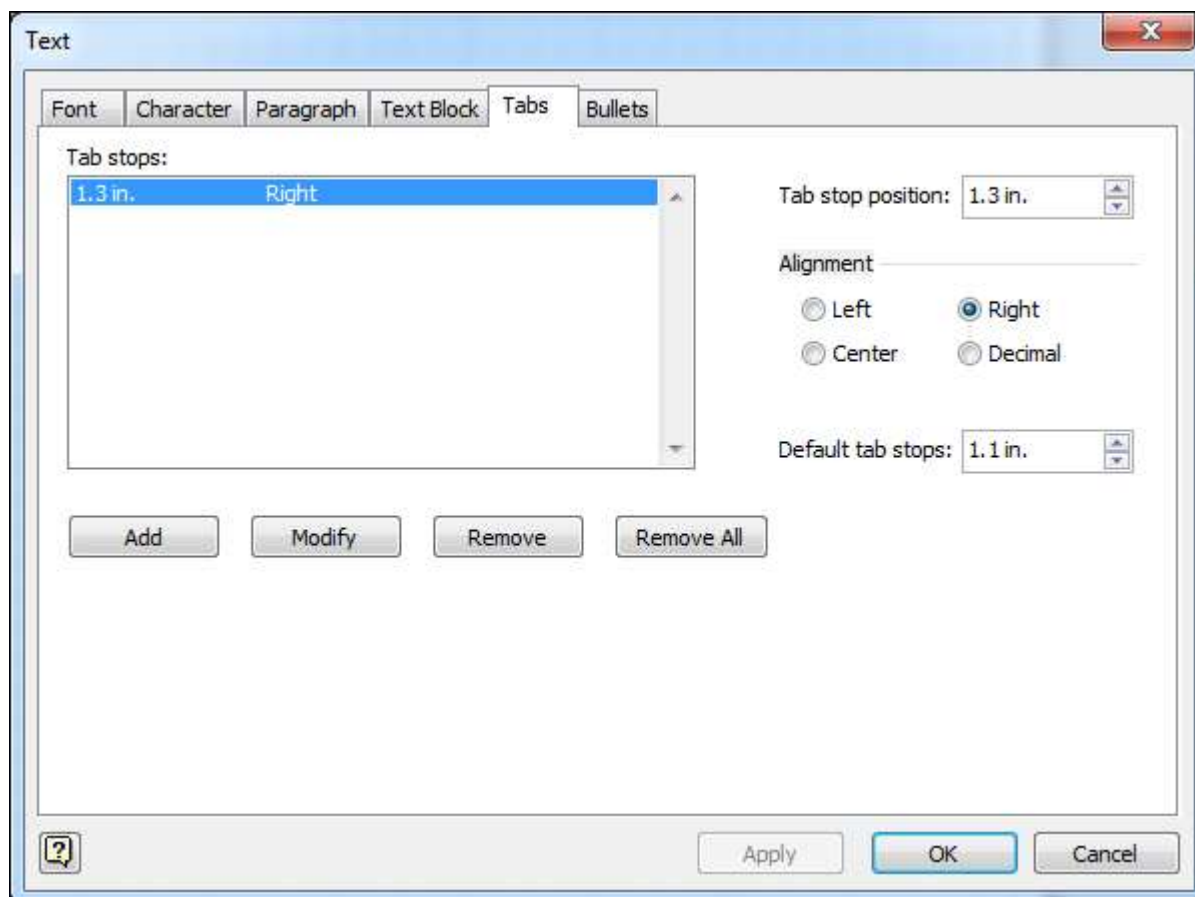 Text
Font Character Paragraph Text Block Tabs Bullets
Tab stops:
1.3 in. Right
Tab stop position: 1.3 in.
Alignment
Left Right
Center Decimal
Default tab stops: 1.1 in.
Add Modify Remove Remove All
Apply OK Cancel